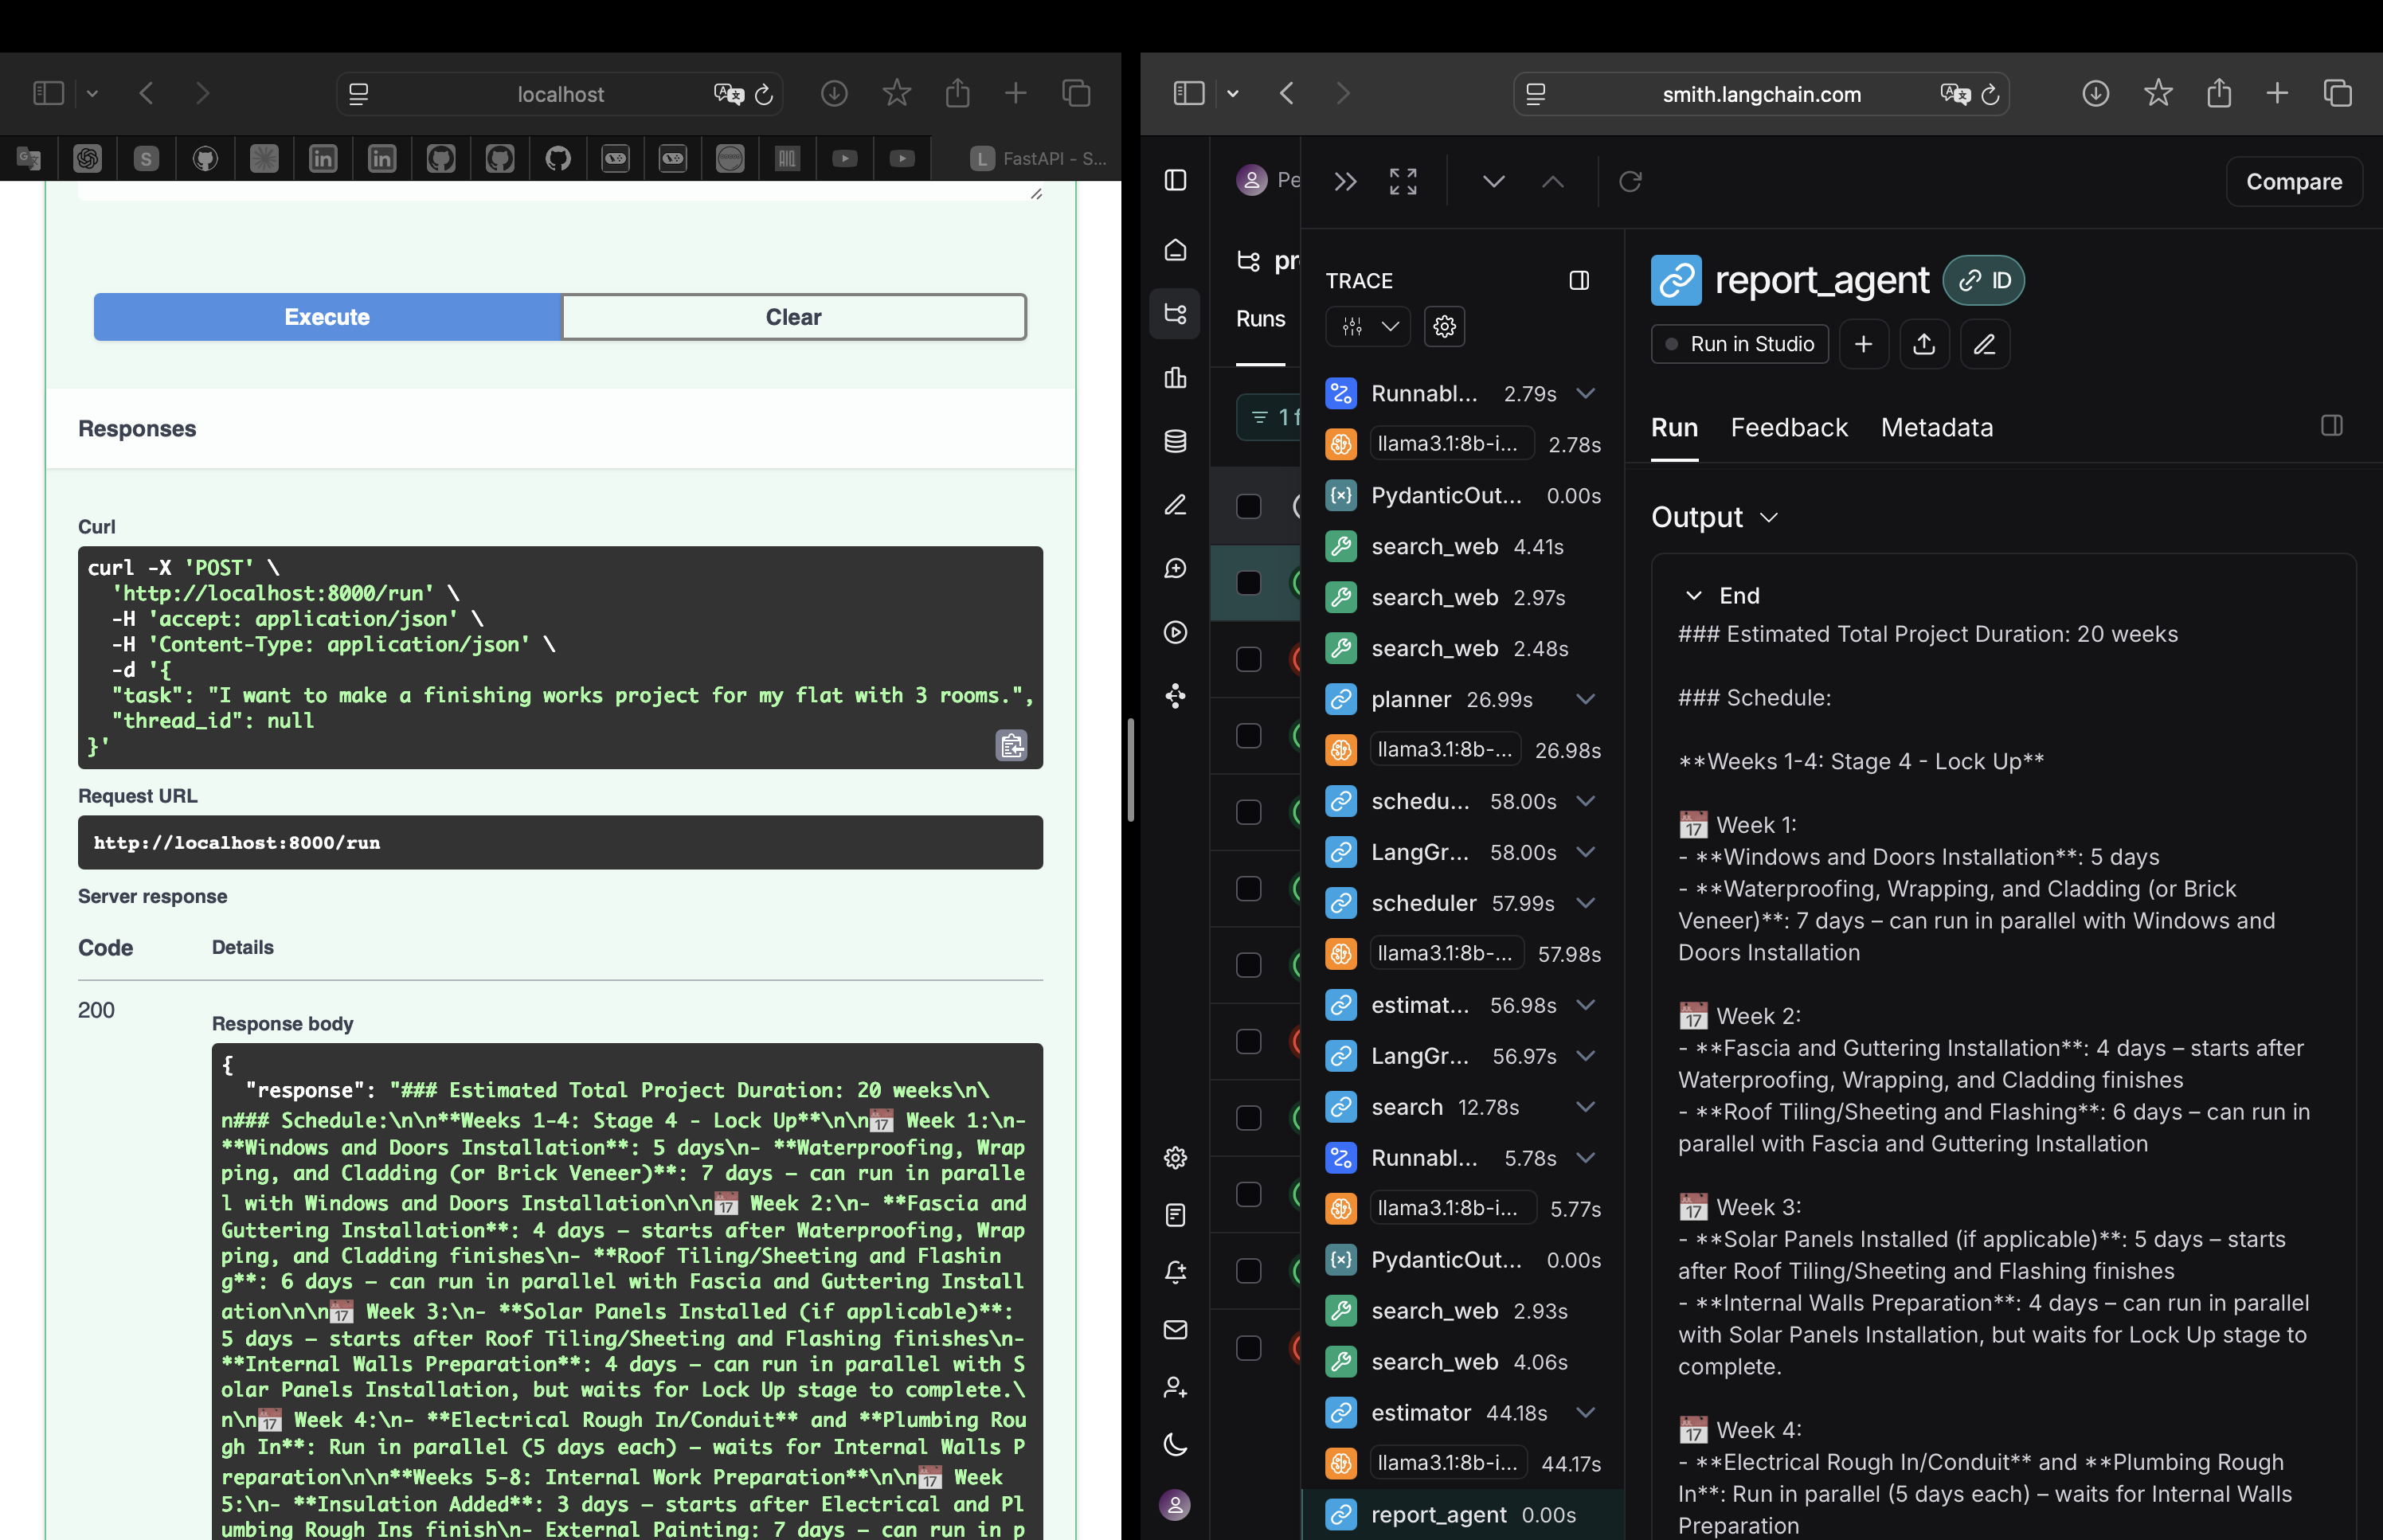 localhost
S
L FastAPI - S...
Execute
Clear
Responses
Curl
curl -X 'POST' \
'http://localhost:8000/run' \
-H 'accept: application/json' \
-H 'Content-Type: application/json' \
-d '{
"task": "I want to make a finishing works project for my flat with 3 rooms.",
"thread_id": null
}'
Request URL
http://localhost:8000/run
Server response
Code
Details
200
Response body
{
"response": "### Estimated Total Project Duration: 20 weeks\n\
n### Schedule:\n\n**Weeks 1-4: Stage 4 - Lock Up**\n\n📅 Week 1:\n-
**Windows and Doors Installation**: 5 days\n- **Waterproofing, Wrap
ping, and Cladding (or Brick Veneer)**: 7 days – can run in paralle
l with Windows and Doors Installation\n\n📅 Week 2:\n- **Fascia and
Guttering Installation**: 4 days – starts after Waterproofing, Wrap
ping, and Cladding finishes\n- **Roof Tiling/Sheeting and Flashin
g**: 6 days – can run in parallel with Fascia and Guttering Install
ation\n\n📅 Week 3:\n- **Solar Panels Installed (if applicable)**:
5 days – starts after Roof Tiling/Sheeting and Flashing finishes\n-
**Internal Walls Preparation**: 4 days – can run in parallel with S
olar Panels Installation, but waits for Lock Up stage to complete.\
n\n📅 Week 4:\n- **Electrical Rough In/Conduit** and **Plumbing Rou
gh In**: Run in parallel (5 days each) – waits for Internal Walls P
reparation\n\n**Weeks 5-8: Internal Work Preparation**\n\n📅 Week
5:\n- **Insulation Added**: 3 days – starts after Electrical and Pl
umbing Rough Ins finish\n- External Painting: 7 days – can run in p
smith.langchain.com
Pe
Compare
pr
Runs
1 f
TRACE
Runnabl... 2.79s
llama3.1:8b-i... 2.78s
PydanticOut... 0.00s
search_web 4.41s
search_web 2.97s
search_web 2.48s
planner 26.99s
llama3.1:8b-... 26.98s
schedu... 58.00s
LangGr... 58.00s
scheduler 57.99s
llama3.1:8b-... 57.98s
estimat... 56.98s
LangGr... 56.97s
search 12.78s
Runnabl... 5.78s
llama3.1:8b-i... 5.77s
PydanticOut... 0.00s
search_web 2.93s
search_web 4.06s
estimator 44.18s
llama3.1:8b-i... 44.17s
report_agent 0.00s
report_agent
ID
Run in Studio
Run Feedback Metadata
Output
End
### Estimated Total Project Duration: 20 weeks
### Schedule:
**Weeks 1-4: Stage 4 - Lock Up**
📅 Week 1:
- **Windows and Doors Installation**: 5 days
- **Waterproofing, Wrapping, and Cladding (or Brick
Veneer)**: 7 days – can run in parallel with Windows and
Doors Installation
📅 Week 2:
- **Fascia and Guttering Installation**: 4 days – starts after
Waterproofing, Wrapping, and Cladding finishes
- **Roof Tiling/Sheeting and Flashing**: 6 days – can run in
parallel with Fascia and Guttering Installation
📅 Week 3:
- **Solar Panels Installed (if applicable)**: 5 days – starts
after Roof Tiling/Sheeting and Flashing finishes
- **Internal Walls Preparation**: 4 days – can run in parallel
with Solar Panels Installation, but waits for Lock Up stage to
complete.
📅 Week 4:
- **Electrical Rough In/Conduit** and **Plumbing Rough
In**: Run in parallel (5 days each) – waits for Internal Walls
Preparation